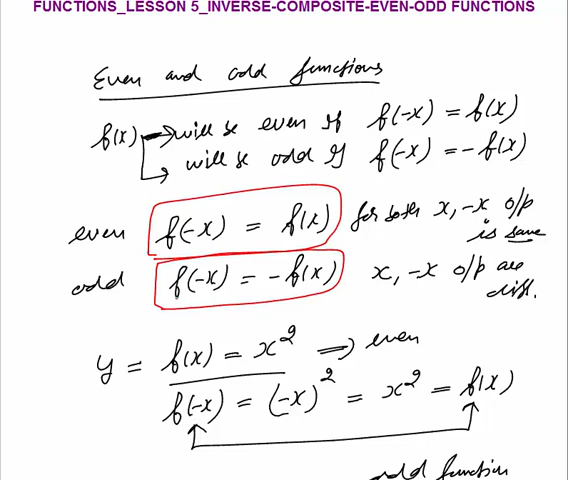 FUNCTIONS_LESSON 5_INVERSE-COMPOSITE-EVEN-ODD FUNCTIONS
Even and odd functions
f(x) → will be even if f(-x) = f(x)
↳ will be odd if f(-x) = -f(x)
even f(-x) = f(x) for both x, -x o/p is same
odd f(-x) = -f(x) x, -x o/p are diff.
y = f(x) = x² ⟹ even
f(-x) = (-x)² = x² = f(x)
odd function